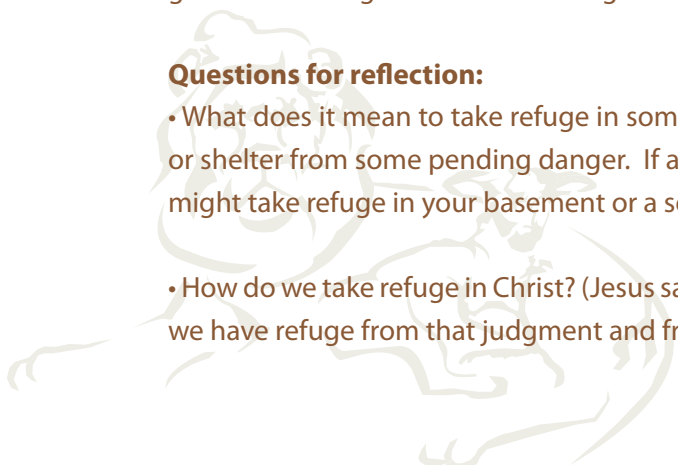 Questions for reflection:
• What does it mean to take refuge in som
or shelter from some pending danger. If a
might take refuge in your basement or a s
• How do we take refuge in Christ? (Jesus sa
we have refuge from that judgment and fr